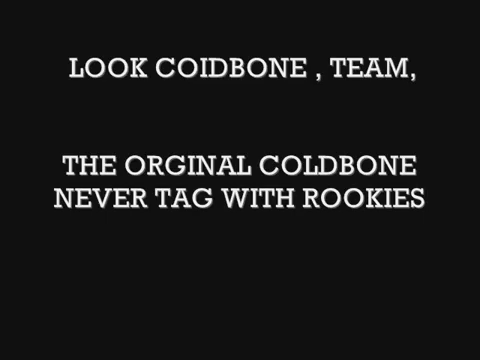 LOOK COIDBONE , TEAM,
THE ORGINAL COLDBONE
NEVER TAG WITH ROOKIES